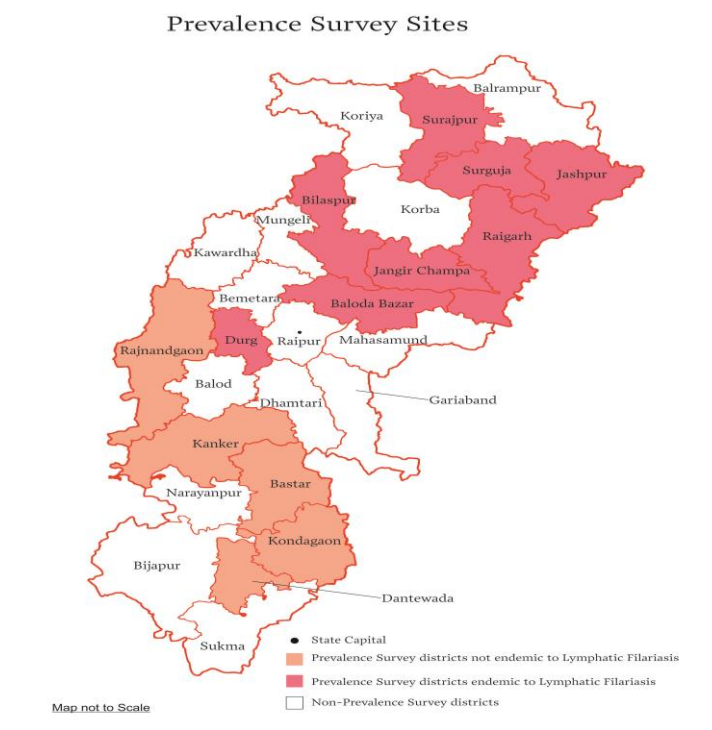 Prevalence Survey Sites
Balrampur
Koriya
Surajpur
Surguja
Jashpur
Bilaspur
Korba
Mungeli
Raigarh
Kawardha
Jangir Champa
Bemetara
Baloda Bazar
Durg
Raipur
Mahasamund
Rajnandgaon
Balod
Gariaband
Dhamtari
Kanker
Bastar
Narayanpur
Kondagaon
Bijapur
Dantewada
Sukma
State Capital
Prevalence Survey districts not endemic to Lymphatic Filariasis
Prevalence Survey districts endemic to Lymphatic Filariasis
Non-Prevalence Survey districts
Map not to Scale